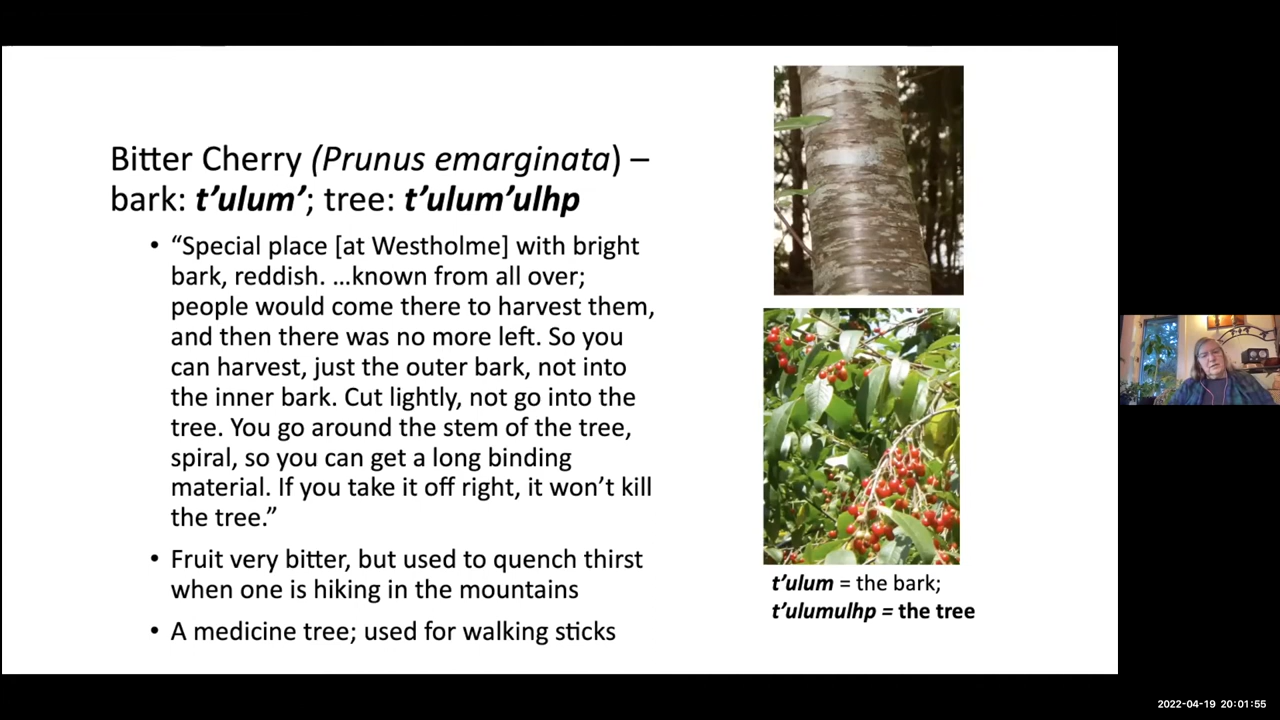 Bitter Cherry (Prunus emarginata) –
bark: t’ulum’; tree: t’ulum’ulhp
• “Special place [at Westholme] with bright
bark, reddish. …known from all over;
people would come there to harvest them,
and then there was no more left. So you
can harvest, just the outer bark, not into
the inner bark. Cut lightly, not go into the
tree. You go around the stem of the tree,
spiral, so you can get a long binding
material. If you take it off right, it won’t kill
the tree.”
• Fruit very bitter, but used to quench thirst
when one is hiking in the mountains
• A medicine tree; used for walking sticks
t’ulum = the bark;
t’ulumulhp = the tree
2022-04-19 20:01:55